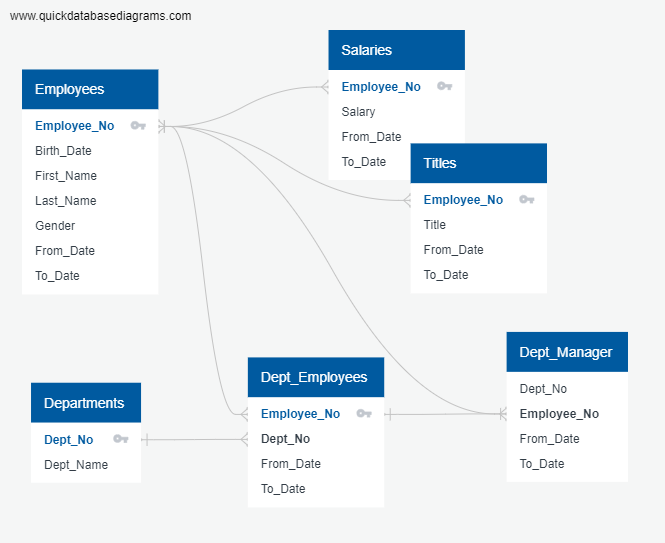 www.quickdatabasediagrams.com
Employees
Employee_No
Birth_Date
First_Name
Last_Name
Gender
From_Date
To_Date
Salaries
Employee_No
Salary
From_Date
To_Date
Titles
Employee_No
Title
From_Date
To_Date
Departments
Dept_No
Dept_Name
Dept_Employees
Employee_No
Dept_No
From_Date
To_Date
Dept_Manager
Dept_No
Employee_No
From_Date
To_Date